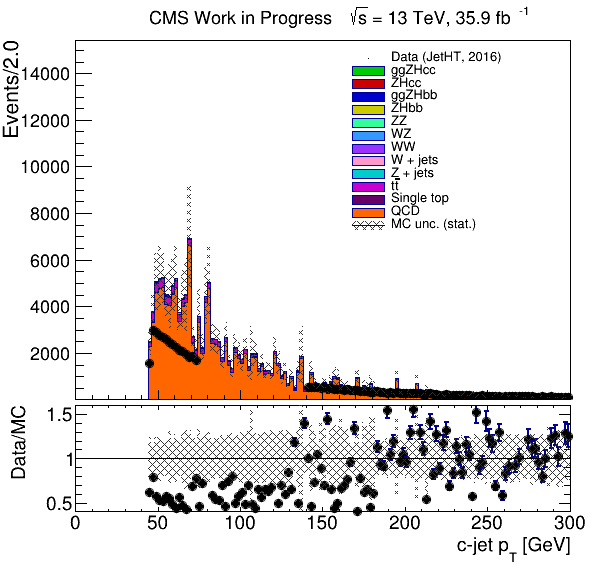 CMS Work in Progress √s = 13 TeV, 35.9 fb -1
Events/2.0
14000
12000
10000
8000
6000
4000
2000
Data (JetHT, 2016)
ggZHcc
ZHcc
ggZHbb
ZHbb
ZZ
WZ
WW
W + jets
Z + jets
tt̄
Single top
QCD
MC unc. (stat.)
Data/MC
1.5
1
0.5
0 50 100 150 200 250 300
c-jet p_T [GeV]